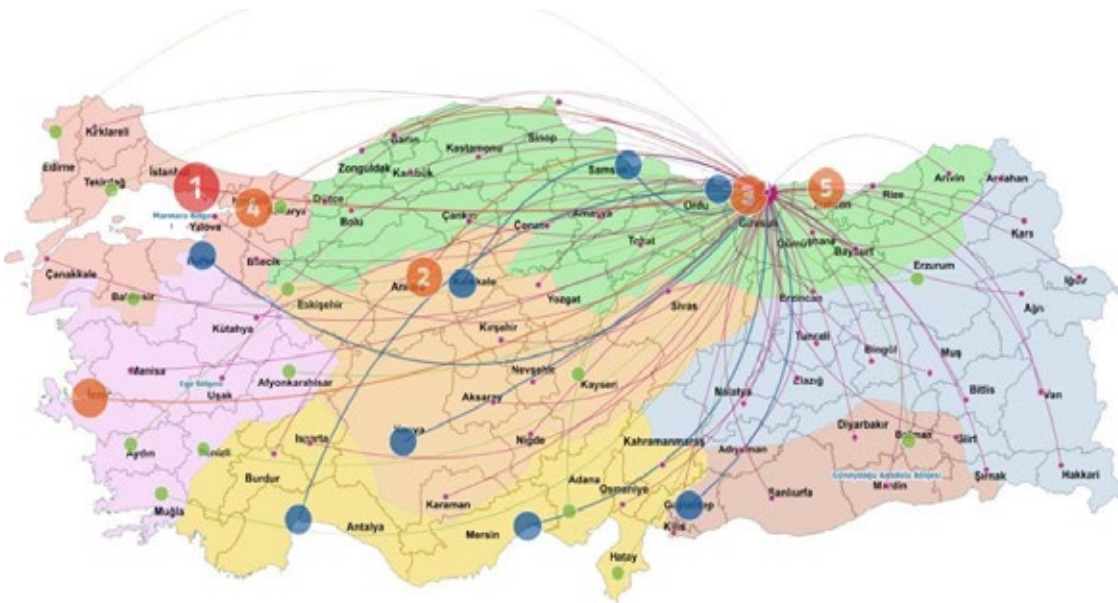 Kırklareli
Edirne
Tekirdağ
İstanbul
1
4
Marmara Bölgesi
Yalova
Düzce
Bolu
Zonguldak
Bartın
Karabük
Kastamonu
Sinop
Çankırı
Çorum
Amasya
Tokat
Samsun
Ordu
3
Giresun
5
Rize
Artvin
Ardahan
Kars
Iğdır
Ağrı
Gümüşhane
Bayburt
Erzurum
Erzincan
Çanakkale
Balıkesir
Bilecik
Eskişehir
Kütahya
2
Yozgat
Sivas
Kırşehir
Nevşehir
Kayseri
Aksaray
Niğde
Konya
Karaman
Manisa
Ege Bölgesi
Uşak
Afyonkarahisar
Aydın
Muğla
Isparta
Burdur
Antalya
Mersin
Adana
Osmaniye
Hatay
Kahramanmaraş
Malatya
Elazığ
Tunceli
Bingöl
Muş
Bitlis
Van
Hakkari
Şırnak
Siirt
Batman
Diyarbakır
Güneydoğu Anadolu Bölgesi
Mardin
Şanlıurfa
Adıyaman
Kilis